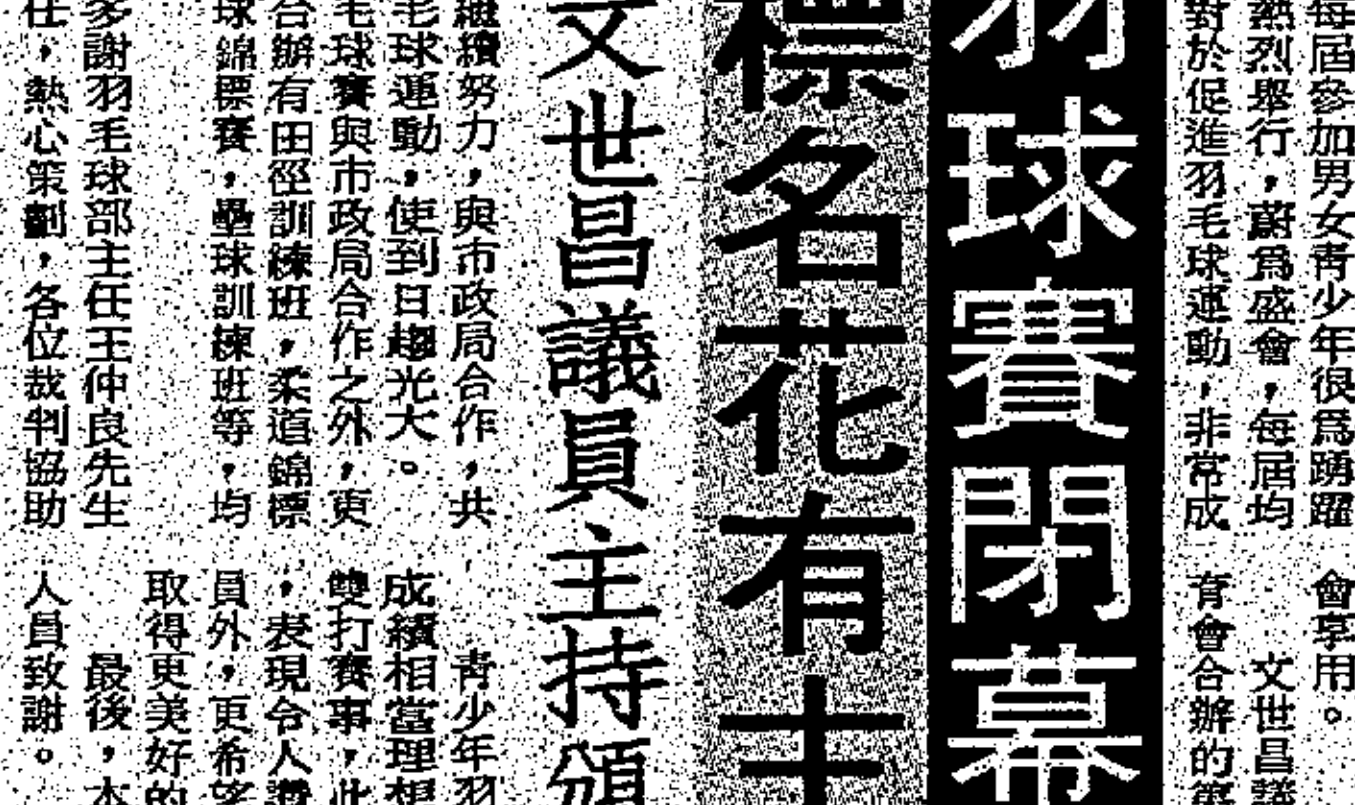 每屆參加男女青少年很為踴躍
熱烈舉行，蔚為盛會，每屆均
對於促進羽毛球運動，非常成
會享用。
文世昌議
育會合辦的第
羽球賽閉幕
標名花有主
文世昌議員主持頒
繼續努力，與市政局合作，共
毛球運動，使到日趨光大。
毛球賽與市政局合作之外，更
合辦有田徑訓練班，柔道錦標
球錦標賽，壘球訓練班等，均
多謝羽毛球部主任王仲良先生
任，熱心策劃，各位裁判協助
青少年羽
成績相當理想
雙打賽事，此
，表現令人讚
員外，更希望
取得更美好的
最後，本
人員致謝。